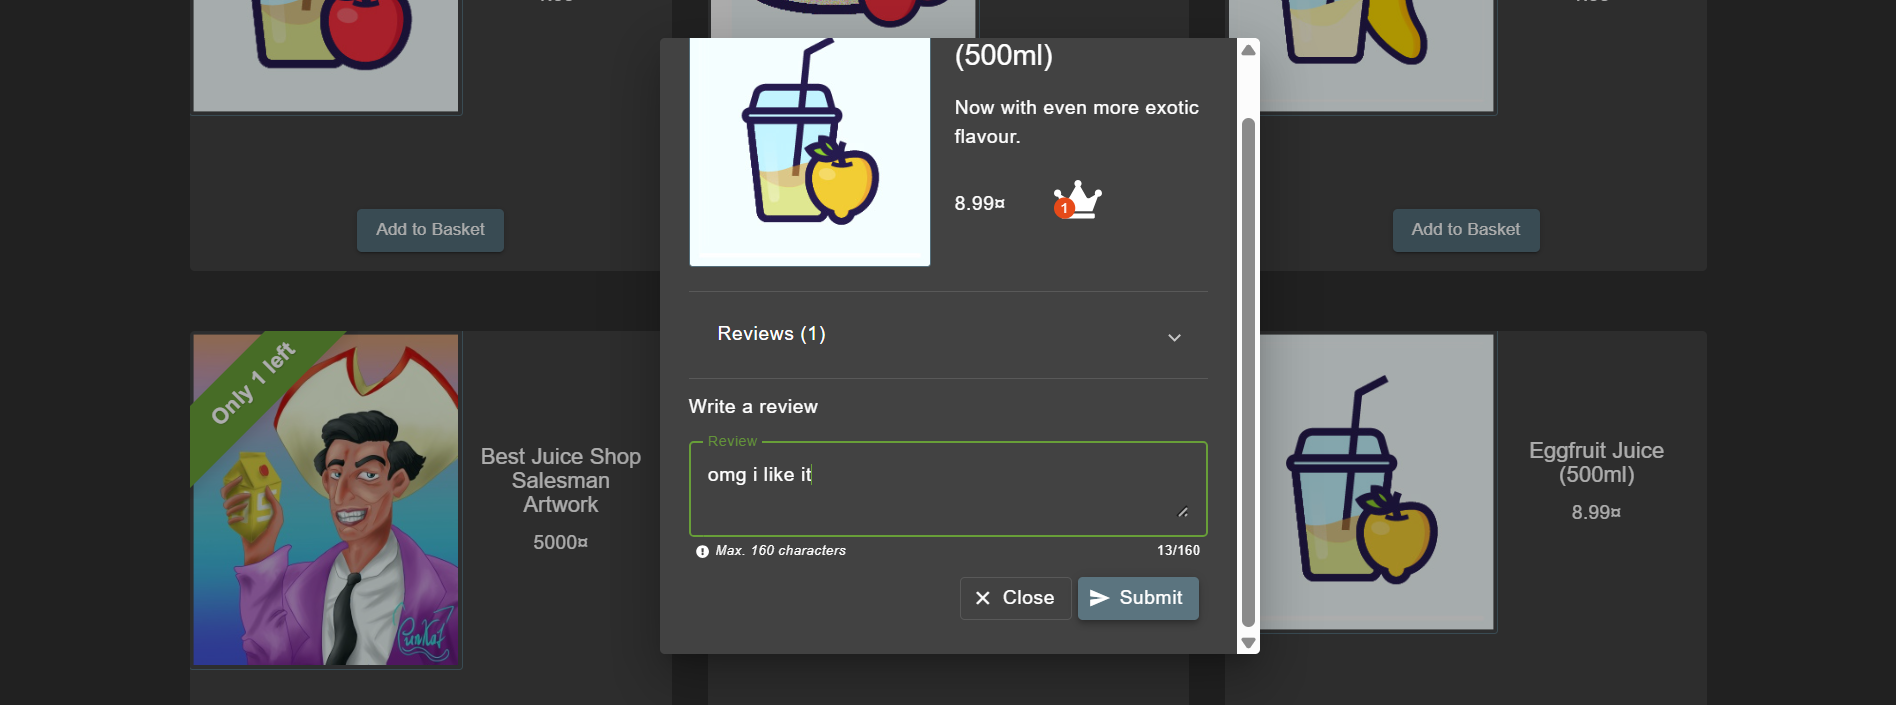 (500ml)
Now with even more exotic
flavour.
8.99¤
1
Reviews (1)
Write a review
Review
omg i like it
Max. 160 characters
13/160
Close
Submit
Add to Basket
Add to Basket
Only 1 left
Best Juice Shop
Salesman
Artwork
5000¤
Eggfruit Juice
(500ml)
8.99¤